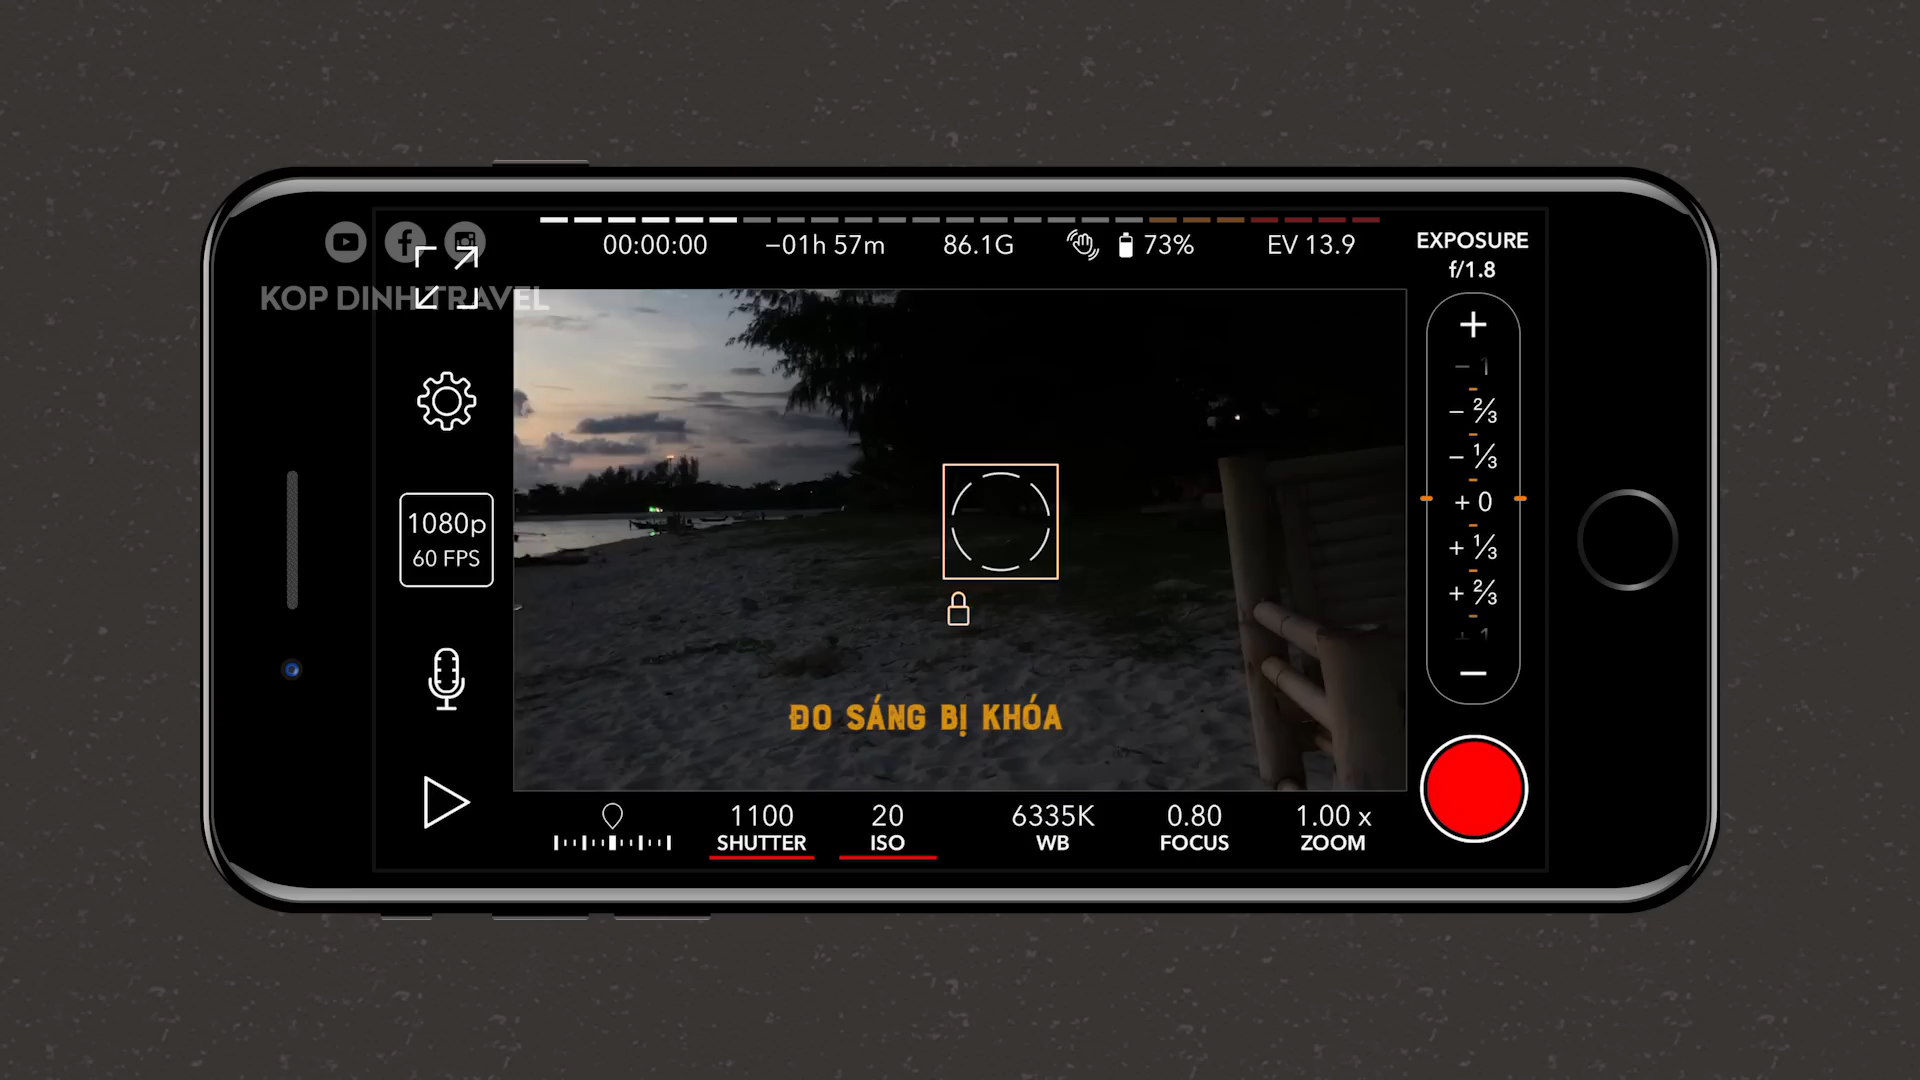 00:00:00 −01h 57m 86.1G 73% EV 13.9
EXPOSURE
f/1.8
KOP DINH TRAVEL
1080p
60 FPS
− 1
− ⅔
− ⅓
+ 0
+ ⅓
+ ⅔
+ 1
ĐO SÁNG BỊ KHÓA
1100
SHUTTER
20
ISO
6335K
WB
0.80
FOCUS
1.00 x
ZOOM